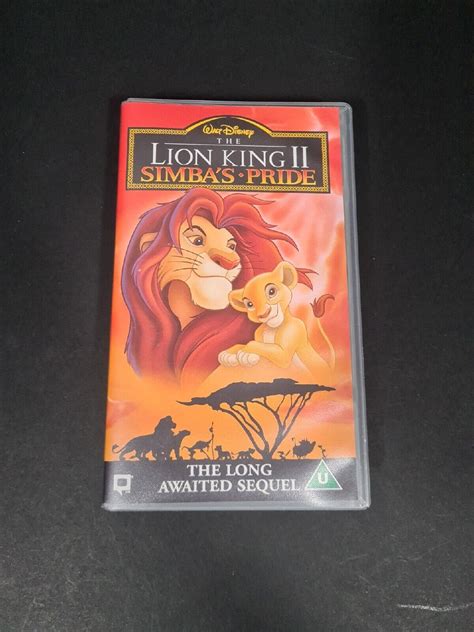 Walt Disney
THE
LION KING II
SIMBA'S • PRIDE
THE LONG
AWAITED SEQUEL
U